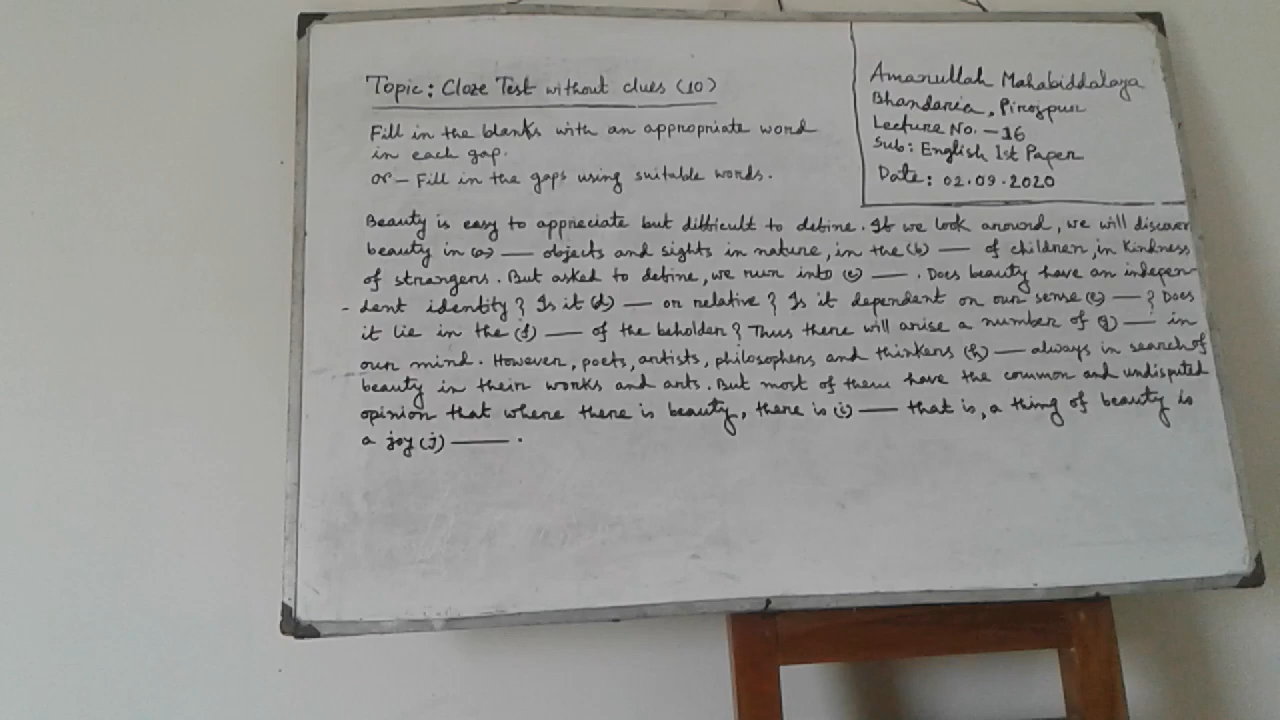 Topic: Cloze Test without clues (10)
Fill in the blanks with an appropriate word
in each gap.
or — Fill in the gaps using suitable words.
Amanullah Mahabiddalaya
Bhandaria, Pirojpur
Lecture No. — 16
Sub: English 1st Paper
Date: 02.09.2020
Beauty is easy to appreciate but difficult to define. If we look around, we will discover
beauty in (a) — objects and sights in nature, in the (b) — of children, in kindness
of strangers. But asked to define, we run into (c) — . Does beauty have an indepen
- dent identity? Is it (d) — or relative? Is it dependent on our sense (e) — ? Does
it lie in the (f) — of the beholder? Thus there will arise a number of (g) — in
our mind. However, poets, artists, philosophers and thinkers (h) — always in search of
beauty in their works and arts. But most of them have the common and undisputed
opinion that where there is beauty, there is (i) — that is, a thing of beauty is
a joy (j) — .